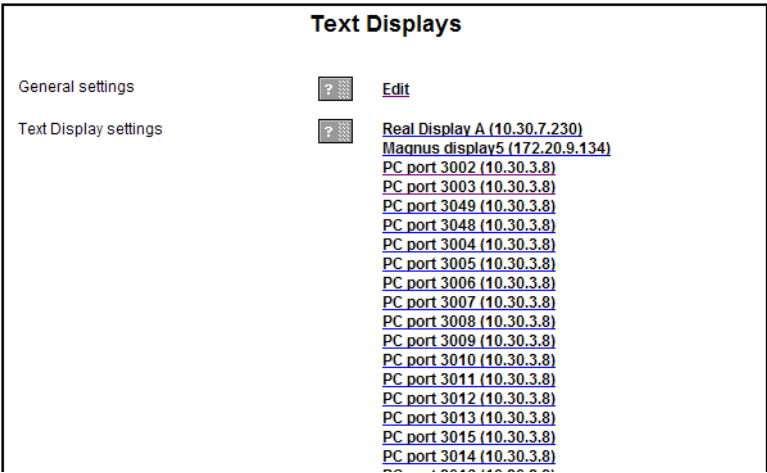 Text Displays
General settings ? Edit
Text Display settings ? Real Display A (10.30.7.230)
Magnus display5 (172.20.9.134)
PC port 3002 (10.30.3.8)
PC port 3003 (10.30.3.8)
PC port 3049 (10.30.3.8)
PC port 3048 (10.30.3.8)
PC port 3004 (10.30.3.8)
PC port 3005 (10.30.3.8)
PC port 3006 (10.30.3.8)
PC port 3007 (10.30.3.8)
PC port 3008 (10.30.3.8)
PC port 3009 (10.30.3.8)
PC port 3010 (10.30.3.8)
PC port 3011 (10.30.3.8)
PC port 3012 (10.30.3.8)
PC port 3013 (10.30.3.8)
PC port 3015 (10.30.3.8)
PC port 3014 (10.30.3.8)